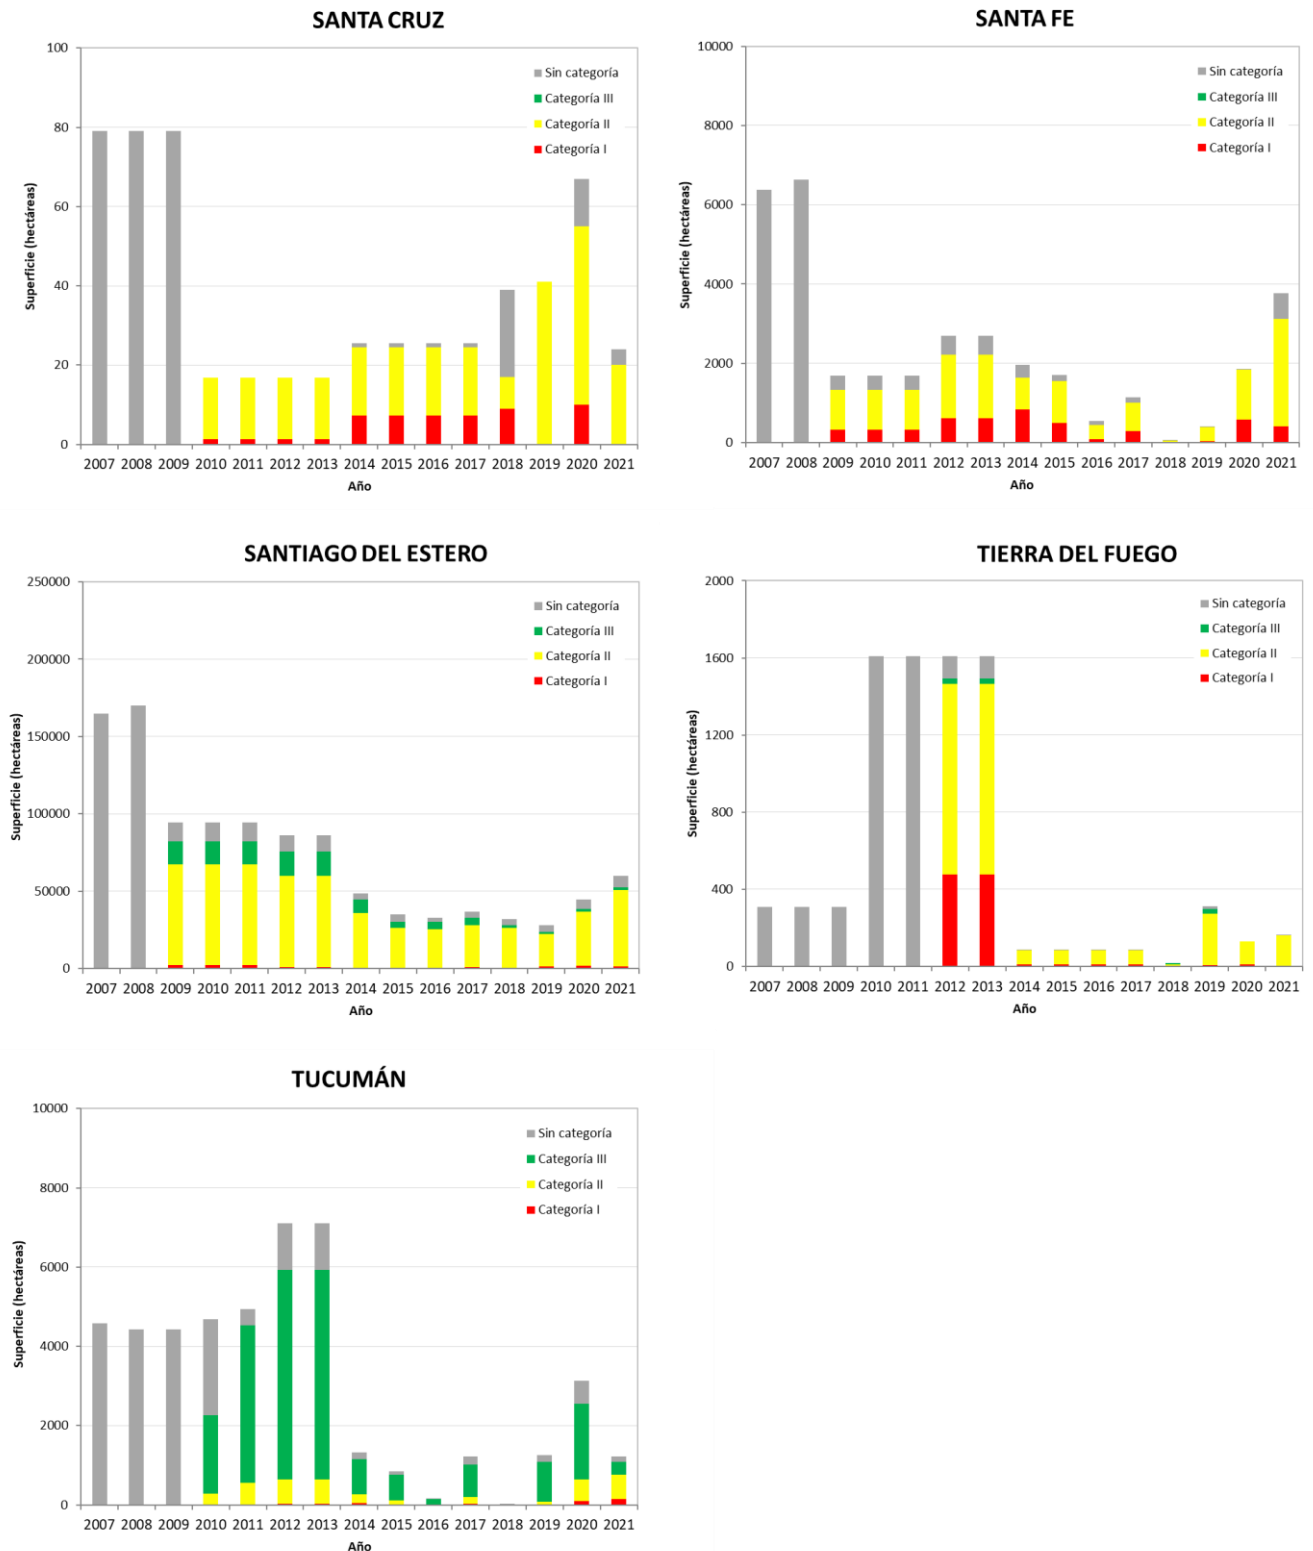 SANTA CRUZ
100
80
60
40
20
0
Superficie (hectáreas)
Sin categoría
Categoría III
Categoría II
Categoría I
2007 2008 2009 2010 2011 2012 2013 2014 2015 2016 2017 2018 2019 2020 2021
Año
SANTA FE
10000
8000
6000
4000
2000
0
Superficie (hectáreas)
Sin categoría
Categoría III
Categoría II
Categoría I
2007 2008 2009 2010 2011 2012 2013 2014 2015 2016 2017 2018 2019 2020 2021
Año
SANTIAGO DEL ESTERO
250000
200000
150000
100000
50000
0
Superficie (hectáreas)
Sin categoría
Categoría III
Categoría II
Categoría I
2007 2008 2009 2010 2011 2012 2013 2014 2015 2016 2017 2018 2019 2020 2021
Año
TIERRA DEL FUEGO
2000
1600
1200
800
400
0
Superficie (hectáreas)
Sin categoría
Categoría III
Categoría II
Categoría I
2007 2008 2009 2010 2011 2012 2013 2014 2015 2016 2017 2018 2019 2020 2021
Año
TUCUMÁN
10000
8000
6000
4000
2000
0
Superficie (hectáreas)
Sin categoría
Categoría III
Categoría II
Categoría I
2007 2008 2009 2010 2011 2012 2013 2014 2015 2016 2017 2018 2019 2020 2021
Año